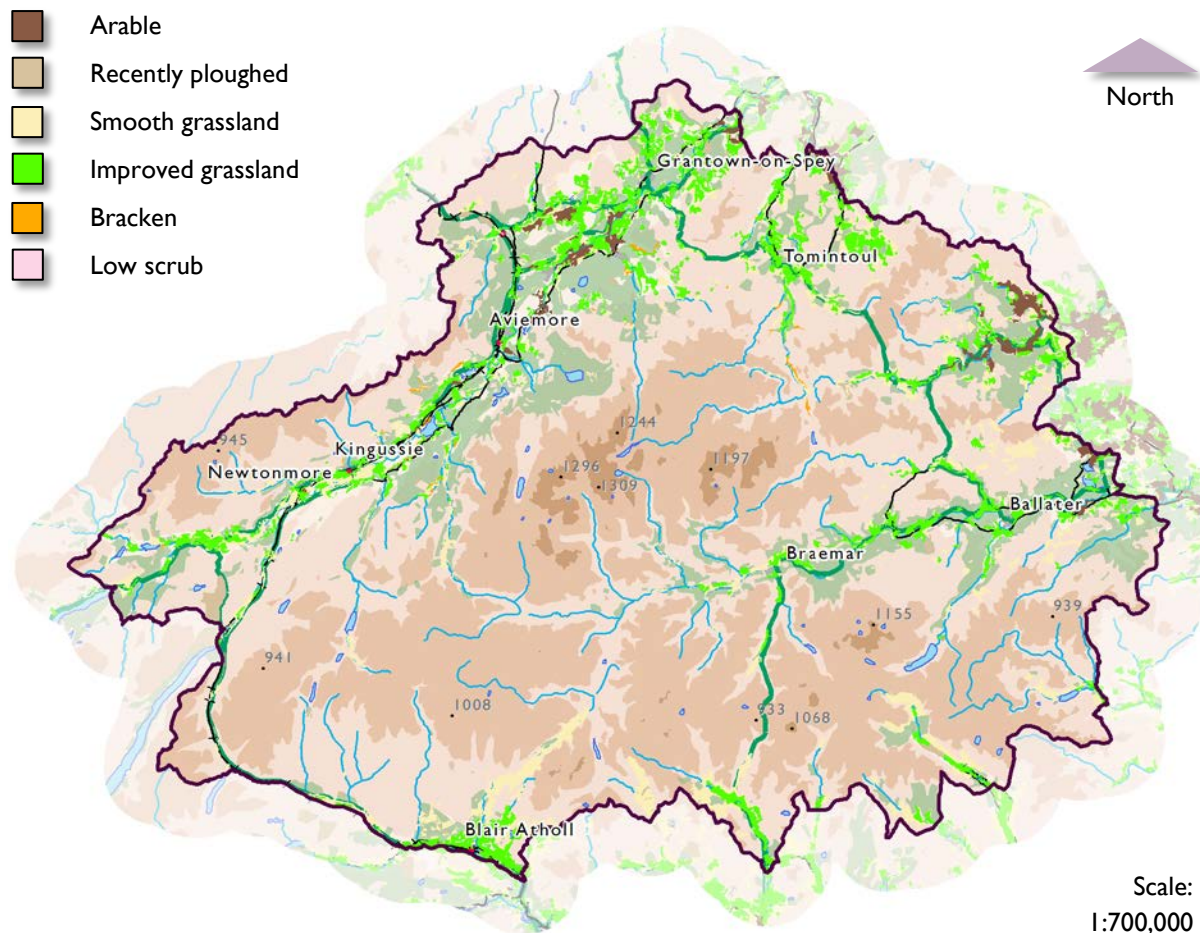 Arable
Recently ploughed
Smooth grassland
Improved grassland
Bracken
Low scrub
North
Grantown-on-Spey
Tomintoul
Aviemore
1244
945
Kingussie
Newtonmore
1296
1197
1309
Ballater
Braemar
1155
939
941
1008
933
1068
Blair Atholl
Scale:
1:700,000